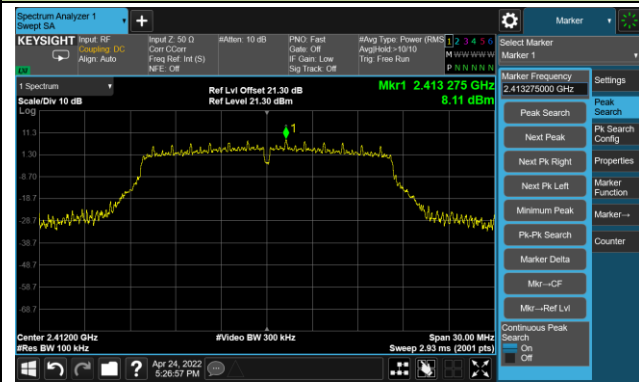 Spectrum Analyzer 1
Swept SA
Marker
KEYSIGHT
Input: RF
Coupling: DC
Align: Auto
Input Z: 50 Ω
Corr CCorr
Freq Ref: Int (S)
NFE: Off
#Atten: 10 dB
PNO: Fast
Gate: Off
IF Gain: Low
Sig Track: Off
#Avg Type: Power (RMS)
Avg|Hold:>10/10
Trig: Free Run
1 2 3 4 5 6
M W W W W W
P N N N N N
Select Marker
Marker 1
LXI
1 Spectrum
Scale/Div 10 dB
Log
Ref Lvl Offset 21.30 dB
Ref Level 21.30 dBm
Mkr1 2.413 275 GHz
8.11 dBm
Marker Frequency
2.413275000 GHz
Settings
Peak Search
Peak
Search
Next Peak
Pk Search
Config
Next Pk Right
Properties
Next Pk Left
Marker
Function
Minimum Peak
Marker→
Pk-Pk Search
Counter
Marker Delta
Mkr→CF
Mkr→Ref Lvl
Continuous Peak
Search
On
Off
1
11.3
1.30
-8.70
-18.7
-28.7
-38.7
-48.7
-58.7
-68.7
Center 2.41200 GHz
#Res BW 100 kHz
#Video BW 300 kHz
Span 30.00 MHz
Sweep 2.93 ms (2001 pts)
?
Apr 24, 2022
5:26:57 PM